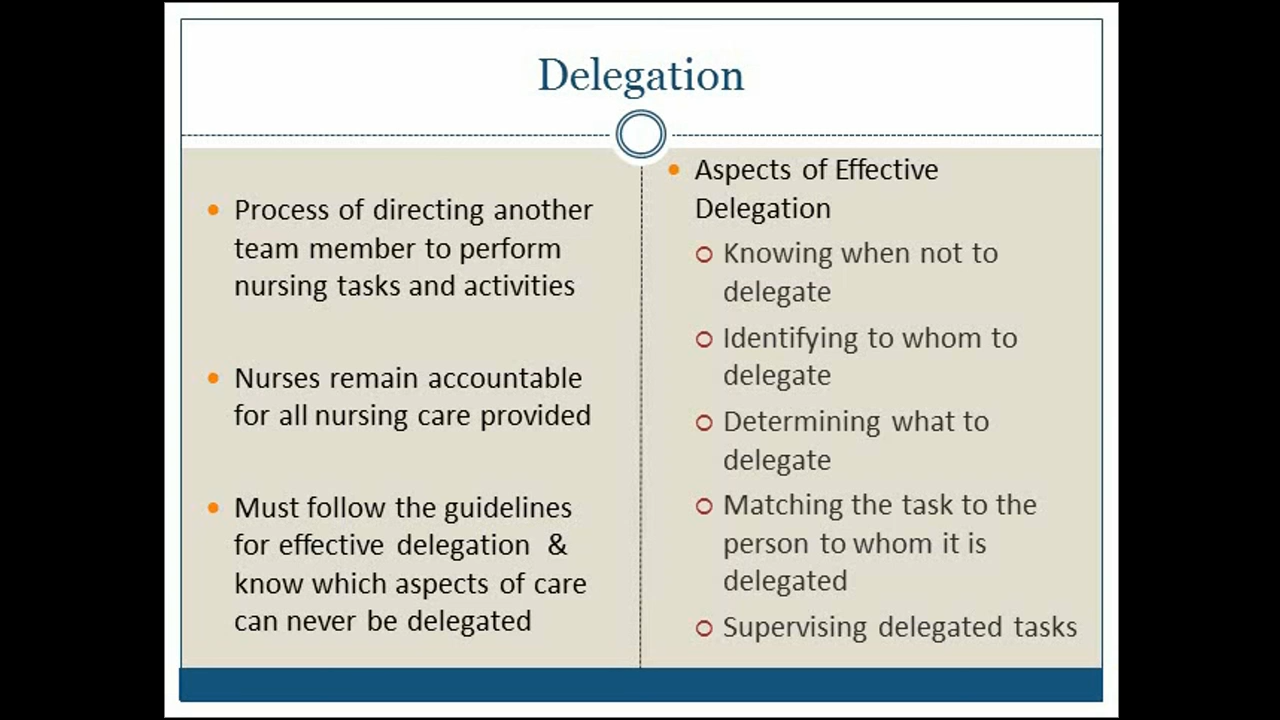 Delegation
• Process of directing another
team member to perform
nursing tasks and activities
• Nurses remain accountable
for all nursing care provided
• Must follow the guidelines
for effective delegation &
know which aspects of care
can never be delegated
• Aspects of Effective
Delegation
○ Knowing when not to
delegate
○ Identifying to whom to
delegate
○ Determining what to
delegate
○ Matching the task to the
person to whom it is
delegated
○ Supervising delegated tasks